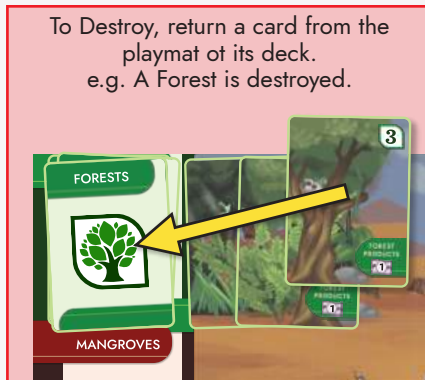 To Destroy, return a card from the
playmat ot its deck.
e.g. A Forest is destroyed.
3
FORESTS
FOREST
PRODUCTS
1
PRODUCTS
1
MANGROVES